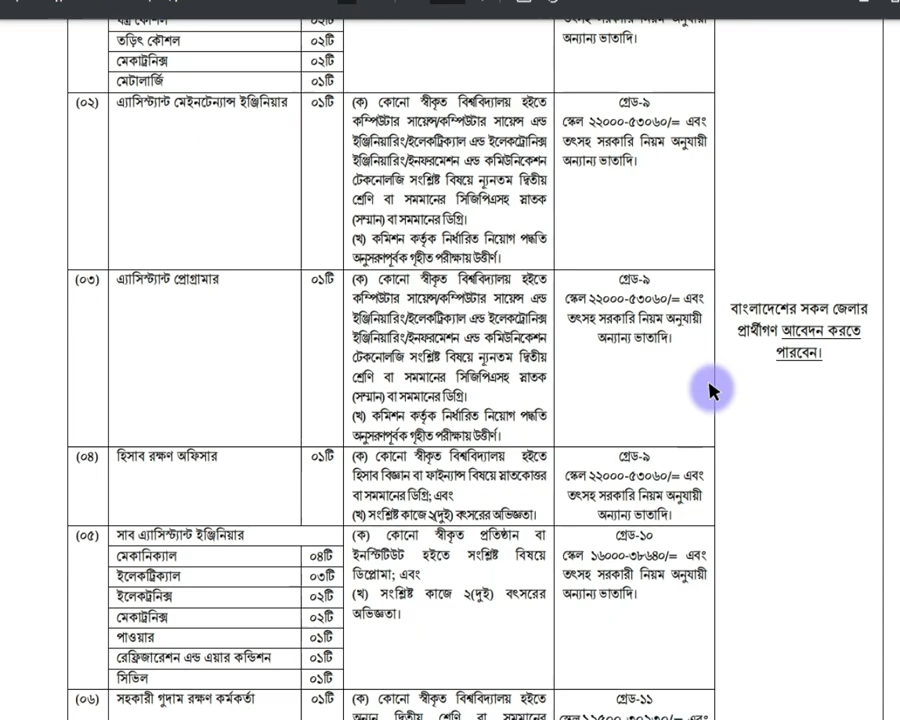 তড়িৎ কৌশল ০২টি
মেকাট্রনিক্স ০২টি
মেটালার্জি ০১টি
তৎসহ সরকারি নিয়ম অনুযায়ী
অন্যান্য ভাতাদি।
(০২) এ্যাসিস্ট্যান্ট মেইনটেন্যান্স ইঞ্জিনিয়ার ০১টি
(ক) কোনো স্বীকৃত বিশ্ববিদ্যালয় হইতে
কম্পিউটার সায়েন্স/কম্পিউটার সায়েন্স এন্ড
ইঞ্জিনিয়ারিং/ইলেকট্রিক্যাল এন্ড ইলেকট্রোনিক্স
ইঞ্জিনিয়ারিং/ইনফরমেশন এন্ড কমিউনিকেশন
টেকনোলজি সংশ্লিষ্ট বিষয়ে ন্যূনতম দ্বিতীয়
শ্রেণি বা সমমানের সিজিপিএসহ স্নাতক
(সম্মান) বা সমমানের ডিগ্রি।
(খ) কমিশন কর্তৃক নির্ধারিত নিয়োগ পদ্ধতি
অনুসরণপূর্বক গৃহীত পরীক্ষায় উত্তীর্ণ।
গ্রেড-৯
স্কেল ২২০০০-৫৩০৬০/= এবং
তৎসহ সরকারি নিয়ম অনুযায়ী
অন্যান্য ভাতাদি।
(০৩) এ্যাসিস্ট্যান্ট প্রোগ্রামার ০১টি
(ক) কোনো স্বীকৃত বিশ্ববিদ্যালয় হইতে
কম্পিউটার সায়েন্স/কম্পিউটার সায়েন্স এন্ড
ইঞ্জিনিয়ারিং/ইলেকট্রিক্যাল এন্ড ইলেকট্রোনিক্স
ইঞ্জিনিয়ারিং/ইনফরমেশন এন্ড কমিউনিকেশন
টেকনোলজি সংশ্লিষ্ট বিষয়ে ন্যূনতম দ্বিতীয়
শ্রেণি বা সমমানের সিজিপিএসহ স্নাতক
(সম্মান) বা সমমানের ডিগ্রি।
(খ) কমিশন কর্তৃক নির্ধারিত নিয়োগ পদ্ধতি
অনুসরণপূর্বক গৃহীত পরীক্ষায় উত্তীর্ণ।
গ্রেড-৯
স্কেল ২২০০০-৫৩০৬০/= এবং
তৎসহ সরকারি নিয়ম অনুযায়ী
অন্যান্য ভাতাদি।
বাংলাদেশের সকল জেলার
প্রার্থীগণ আবেদন করতে
পারবেন।
(০৪) হিসাব রক্ষণ অফিসার ০১টি
(ক) কোনো স্বীকৃত বিশ্ববিদ্যালয় হইতে
হিসাব বিজ্ঞান বা ফাইন্যান্স বিষয়ে স্নাতকোত্তর
বা সমমানের ডিগ্রি; এবং
(খ) সংশ্লিষ্ট কাজে ২(দুই) বৎসরের অভিজ্ঞতা।
গ্রেড-৯
স্কেল ২২০০০-৫৩০৬০/= এবং
তৎসহ সরকারি নিয়ম অনুযায়ী
অন্যান্য ভাতাদি।
(০৫) সাব এ্যাসিস্ট্যান্ট ইঞ্জিনিয়ার
মেকানিক্যাল ০৪টি
ইলেকট্রিক্যাল ০৩টি
ইলেকট্রনিক্স ০২টি
মেকাট্রনিক্স ০২টি
পাওয়ার ০১টি
রেফ্রিজারেশন এন্ড এয়ার কন্ডিশন ০১টি
সিভিল ০১টি
(ক) কোনো স্বীকৃত প্রতিষ্ঠান বা
ইনস্টিটিউট হইতে সংশ্লিষ্ট বিষয়ে
ডিপ্লোমা; এবং
(খ) সংশ্লিষ্ট কাজে ২(দুই) বৎসরের
অভিজ্ঞতা।
গ্রেড-১০
স্কেল ১৬০০০-৩৮৬৪০/= এবং
তৎসহ সরকারী নিয়ম অনুযায়ী
অন্যান্য ভাতাদি।
(০৬) সহকারী গুদাম রক্ষণ কর্মকর্তা ০১টি
(ক) কোনো স্বীকৃত বিশ্ববিদ্যালয় হইতে
গ্রেড-১১